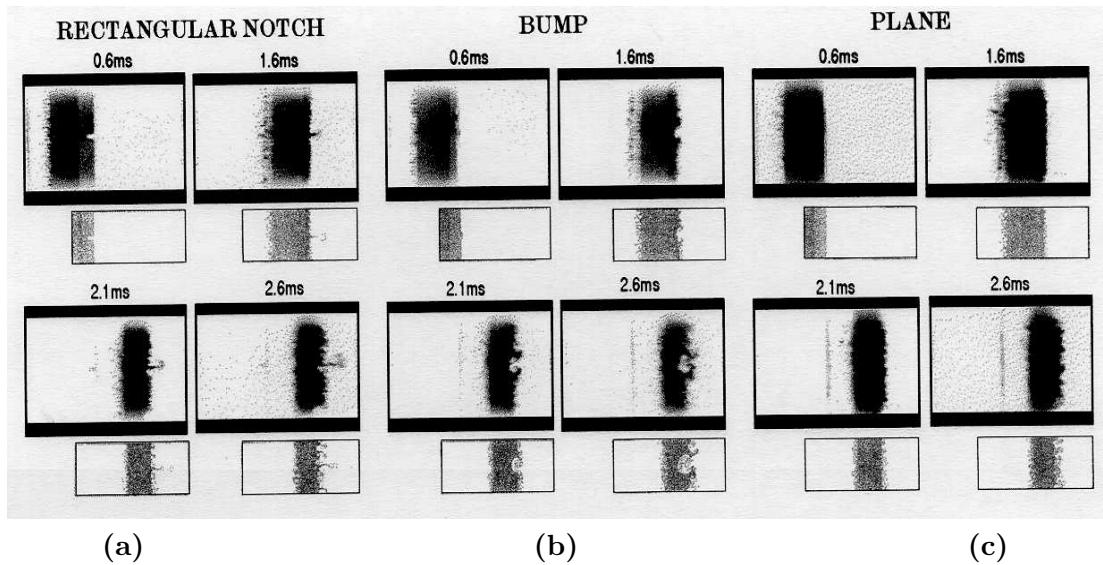 RECTANGULAR NOTCH BUMP PLANE
0.6ms 1.6ms 0.6ms 1.6ms 0.6ms 1.6ms
2.1ms 2.6ms 2.1ms 2.6ms 2.1ms 2.6ms
(a) (b) (c)